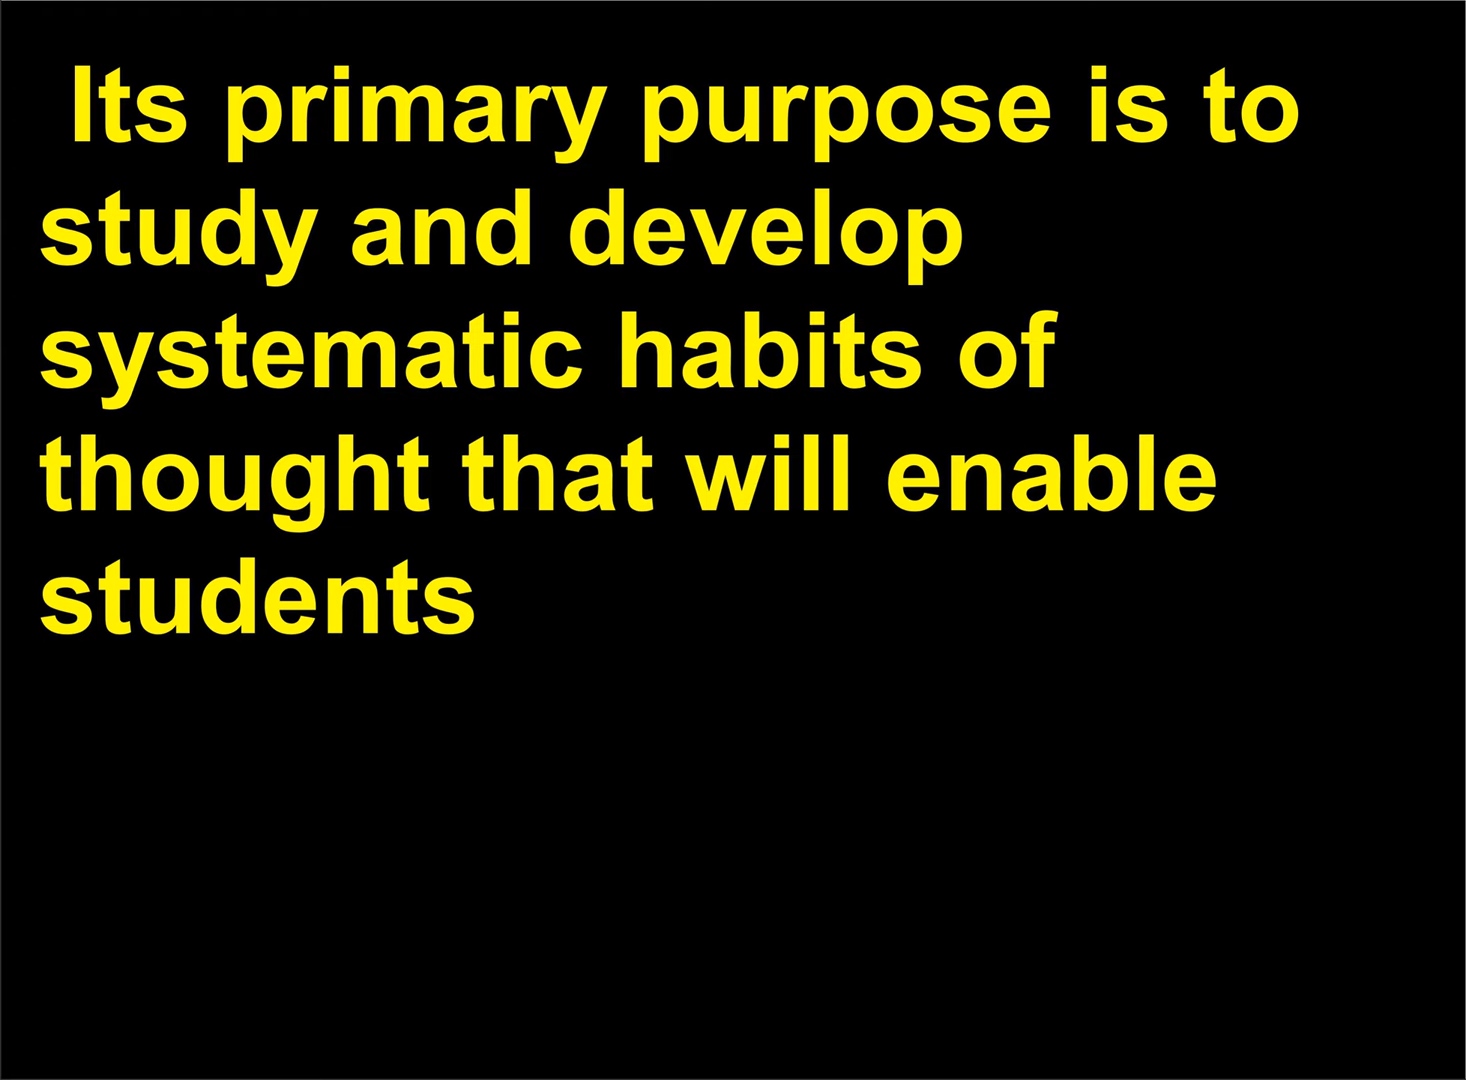 Its primary purpose is to
study and develop
systematic habits of
thought that will enable
students